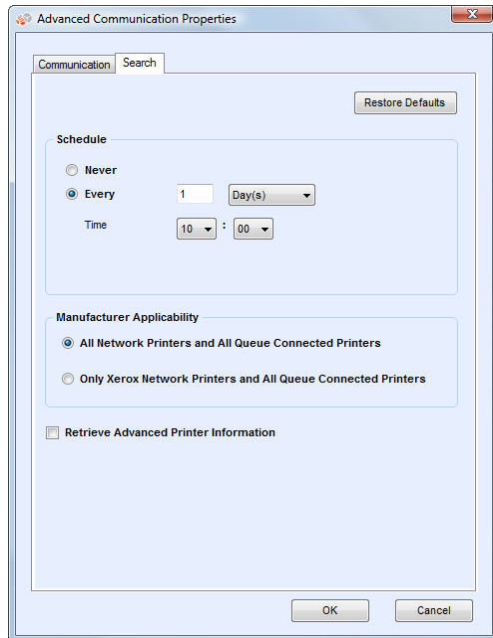 Advanced Communication Properties
Communication Search
Restore Defaults
Schedule
Never
Every 1 Day(s)
Time 10 : 00
Manufacturer Applicability
All Network Printers and All Queue Connected Printers
Only Xerox Network Printers and All Queue Connected Printers
Retrieve Advanced Printer Information
OK Cancel